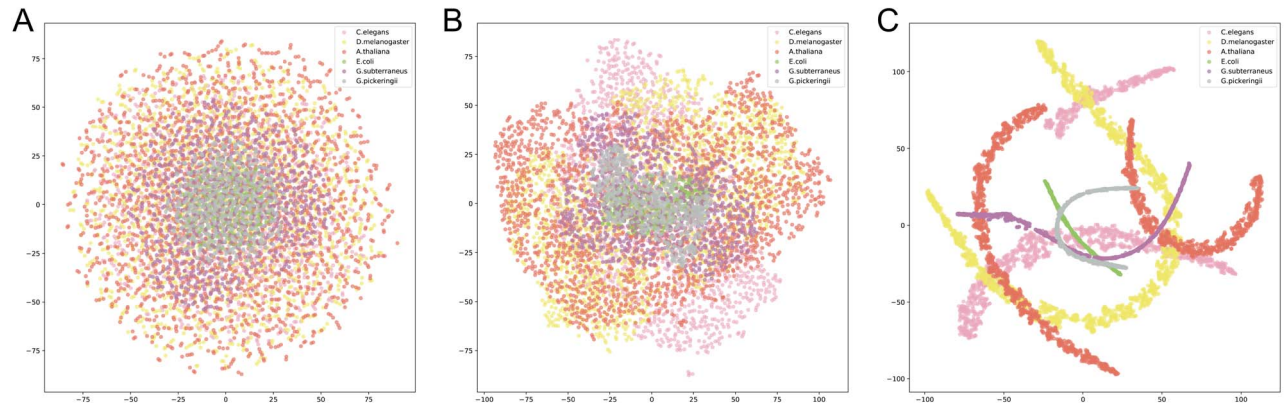 A
C.elegans
D.melanogaster
A.thaliana
E.coli
G.subterraneus
G.pickeringii
75
50
25
0
−25
−50
−75
−75 −50 −25 0 25 50 75
B
C.elegans
D.melanogaster
A.thaliana
E.coli
G.subterraneus
G.pickeringii
75
50
25
0
−25
−50
−75
−100 −75 −50 −25 0 25 50 75 100
C
C.elegans
D.melanogaster
A.thaliana
E.coli
G.subterraneus
G.pickeringii
100
50
0
−50
−100
−100 −50 0 50 100